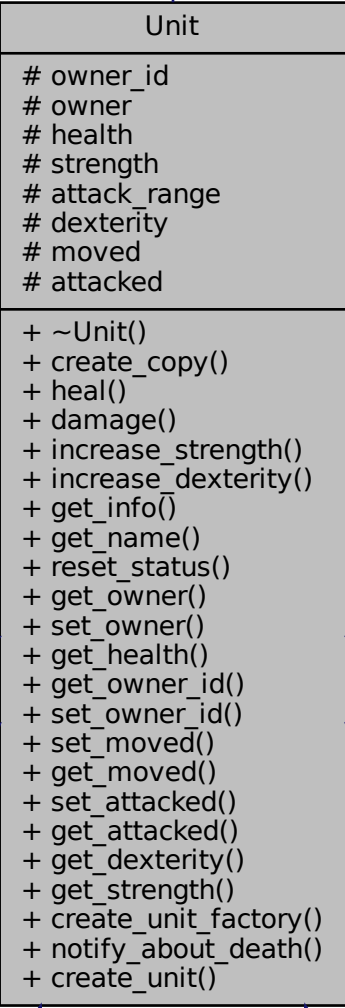 Unit
# owner_id
# owner
# health
# strength
# attack_range
# dexterity
# moved
# attacked
+ ~Unit()
+ create_copy()
+ heal()
+ damage()
+ increase_strength()
+ increase_dexterity()
+ get_info()
+ get_name()
+ reset_status()
+ get_owner()
+ set_owner()
+ get_health()
+ get_owner_id()
+ set_owner_id()
+ set_moved()
+ get_moved()
+ set_attacked()
+ get_attacked()
+ get_dexterity()
+ get_strength()
+ create_unit_factory()
+ notify_about_death()
+ create_unit()